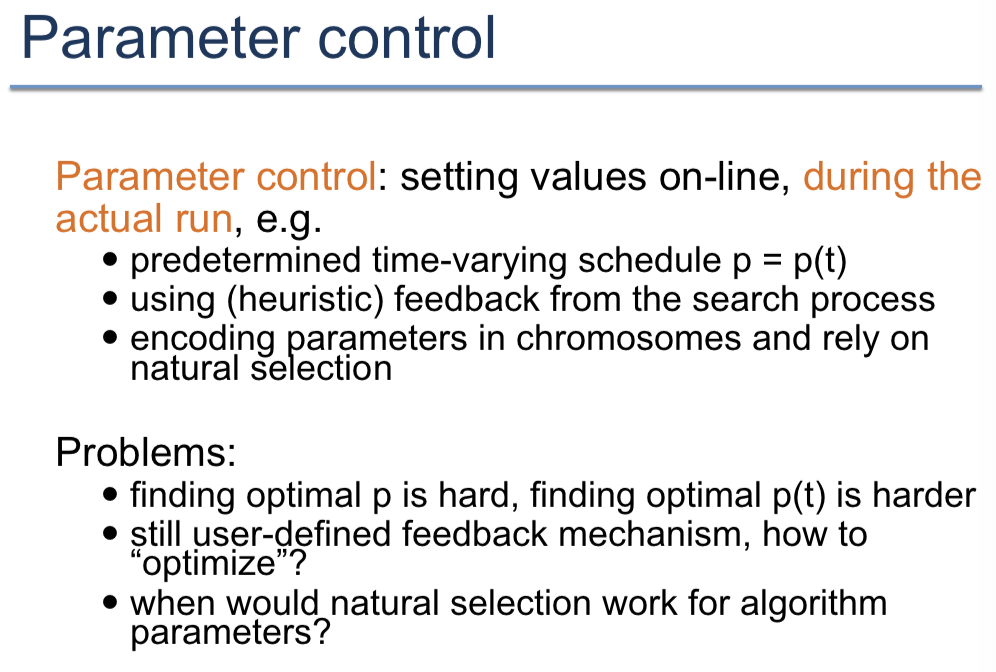 Parameter control
Parameter control: setting values on-line, during the
actual run, e.g.
• predetermined time-varying schedule p = p(t)
• using (heuristic) feedback from the search process
• encoding parameters in chromosomes and rely on
natural selection
Problems:
• finding optimal p is hard, finding optimal p(t) is harder
• still user-defined feedback mechanism, how to
“optimize”?
• when would natural selection work for algorithm
parameters?